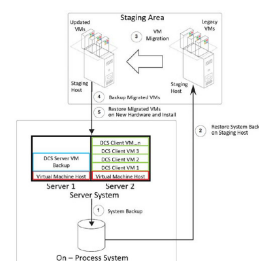 Staging Area
Updated
VMs
Legacy
VMs
3
VM
Migration
Staging
Host
Staging
Host
4 Backup Migrated VMs
5 Restore Migrated VMs
on New Hardware and Install
2 Restore System Back
on Staging Host
DCS Server VM
Backup
Virtual Machine Host
DCS Client VM...n
DCS Client VM 3
DCS Client VM 2
DCS Client VM 1
Virtual Machine Host
Server 1
Server 2
Server System
1 System Backup
On – Process System